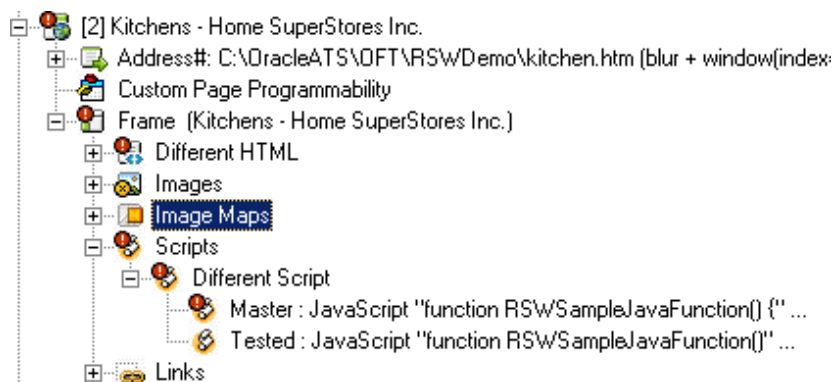 [2] Kitchens - Home SuperStores Inc.
Address#: C:\OracleATS\OFT\RSWDemo\kitchen.htm (blur + window(index=
Custom Page Programmability
Frame (Kitchens - Home SuperStores Inc.)
Different HTML
Images
Image Maps
Scripts
Different Script
Master : JavaScript "function RSWSampleJavaFunction() {" ...
Tested : JavaScript "function RSWSampleJavaFunction()" ...
Links